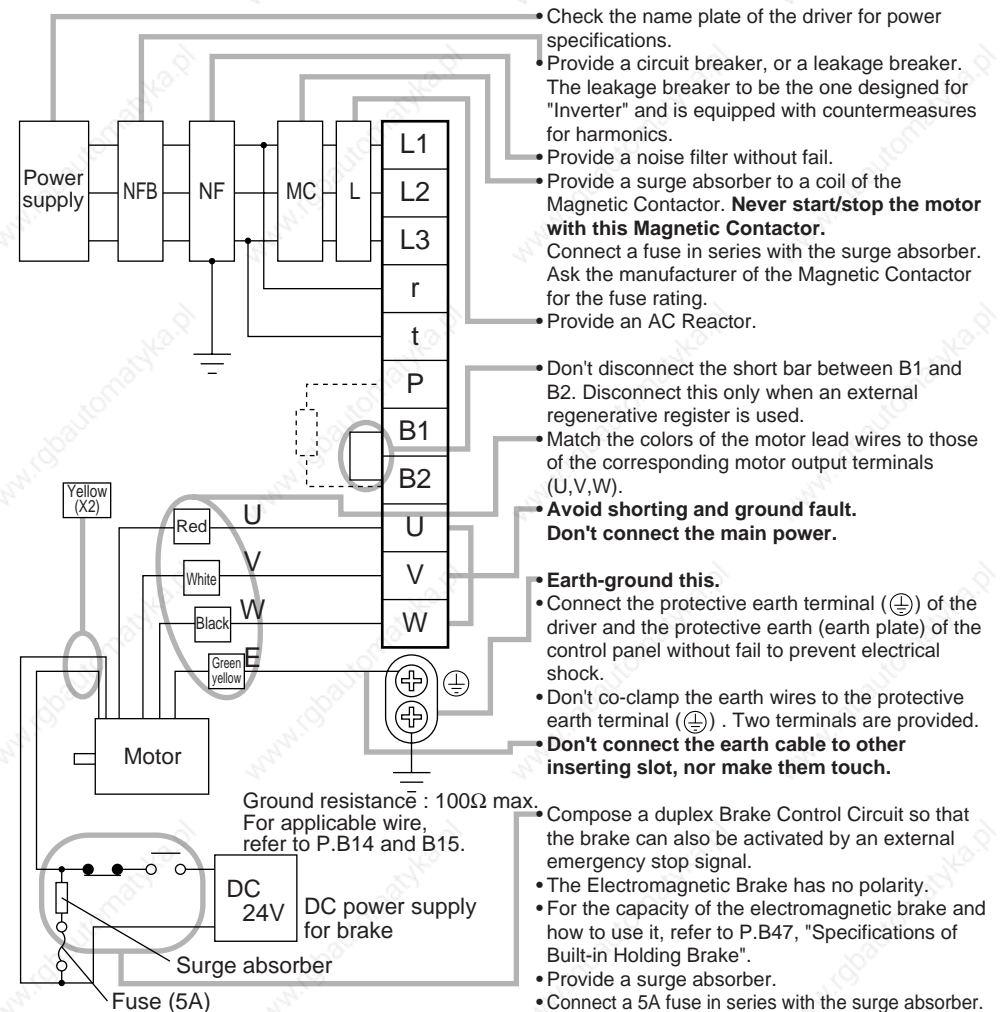 • Check the name plate of the driver for power
specifications.
• Provide a circuit breaker, or a leakage breaker.
The leakage breaker to be the one designed for
"Inverter" and is equipped with countermeasures
for harmonics.
• Provide a noise filter without fail.
• Provide a surge absorber to a coil of the
Magnetic Contactor. Never start/stop the motor
with this Magnetic Contactor.
Connect a fuse in series with the surge absorber.
Ask the manufacturer of the Magnetic Contactor
for the fuse rating.
• Provide an AC Reactor.
• Don't disconnect the short bar between B1 and
B2. Disconnect this only when an external
regenerative register is used.
• Match the colors of the motor lead wires to those
of the corresponding motor output terminals
(U,V,W).
• Avoid shorting and ground fault.
Don't connect the main power.
• Earth-ground this.
• Connect the protective earth terminal (⏚) of the
driver and the protective earth (earth plate) of the
control panel without fail to prevent electrical
shock.
• Don't co-clamp the earth wires to the protective
earth terminal (⏚) . Two terminals are provided.
• Don't connect the earth cable to other
inserting slot, nor make them touch.
• Compose a duplex Brake Control Circuit so that
the brake can also be activated by an external
emergency stop signal.
• The Electromagnetic Brake has no polarity.
• For the capacity of the electromagnetic brake and
how to use it, refer to P.B47, "Specifications of
Built-in Holding Brake".
• Provide a surge absorber.
• Connect a 5A fuse in series with the surge absorber.
Power
supply
NFB
NF
MC
L
L1
L2
L3
r
t
P
B1
B2
U
V
W
Yellow
(X2)
Red
U
White
V
Black
W
Green
yellow
E
Motor
Ground resistance : 100Ω max.
For applicable wire,
refer to P.B14 and B15.
DC
24V
DC power supply
for brake
Surge absorber
Fuse (5A)
www.rgbautomatyka.pl